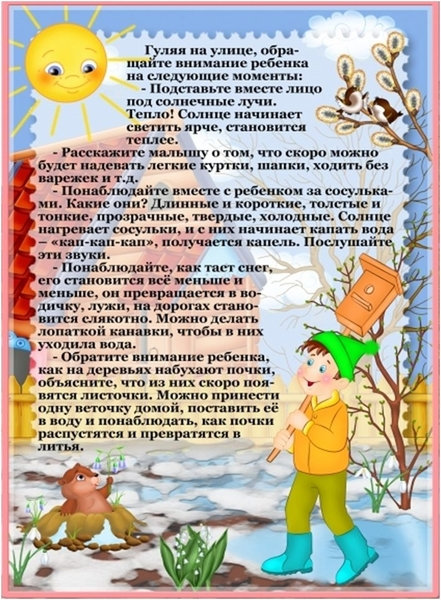 Гуляя на улице, обра-
щайте внимание ребенка
на следующие моменты:
- Подставьте вместе лицо
под солнечные лучи.
Тепло! Солнце начинает
светить ярче, становится
теплее.
- Расскажите малышу о том, что скоро можно
будет надевать легкие куртки, шапки, ходить без
варежек и т.д.
- Понаблюдайте вместе с ребенком за сосулька-
ми. Какие они? Длинные и короткие, толстые и
тонкие, прозрачные, твердые, холодные. Солнце
нагревает сосульки, и с них начинает капать вода
– «кап-кап-кап», получается капель. Послушайте
эти звуки.
- Понаблюдайте, как тает снег,
его становится всё меньше и
меньше, он превращается в во-
дичку, лужи, на дорогах стано-
вится слякотно. Можно делать
лопаткой канавки, чтобы в них
уходила вода.
- Обратите внимание ребенка,
как на деревьях набухают почки,
объясните, что из них скоро поя-
вятся листочки. Можно принести
одну веточку домой, поставить её
в воду и понаблюдать, как почки
распустятся и превратятся в
литья.